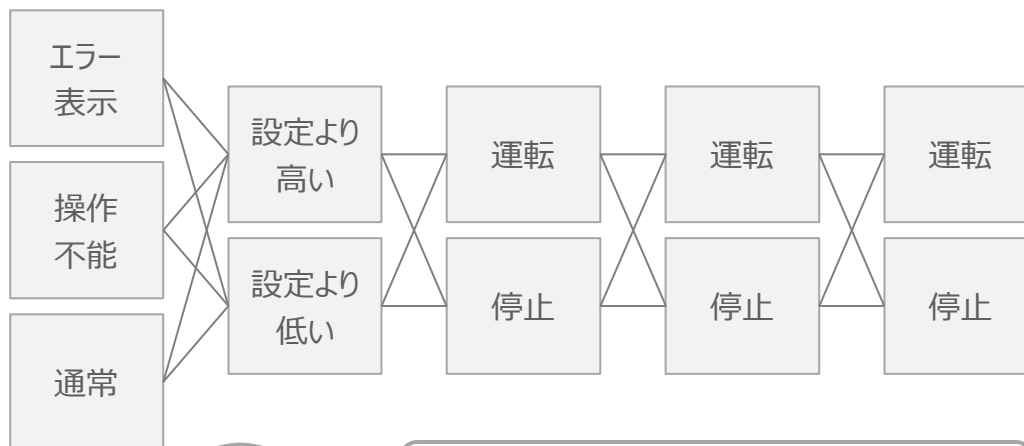 エラー
表示
操作
不能
通常
設定より
高い
設定より
低い
運転
停止
運転
停止
運転
停止